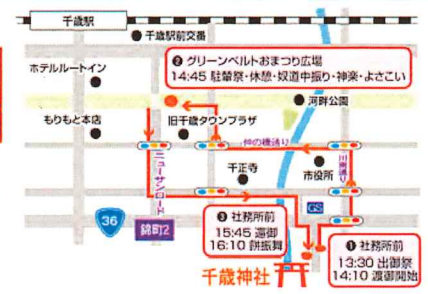 千歳駅
千歳駅前交番
❷ グリーンベルトおまつり広場
14:45 駐輦祭・休憩・奴道中振り・神楽・よさこい
ホテルルートイン
河畔公園
もりもと本店
旧千歳タウンプラザ
仲の橋通り
ニューサンロード
千正寺
市役所
川南通り
36
錦町2
GS
❸ 社務所前
15:45 還御
16:10 餅振舞
❶ 社務所前
13:30 出御祭
14:10 渡御開始
千歳神社